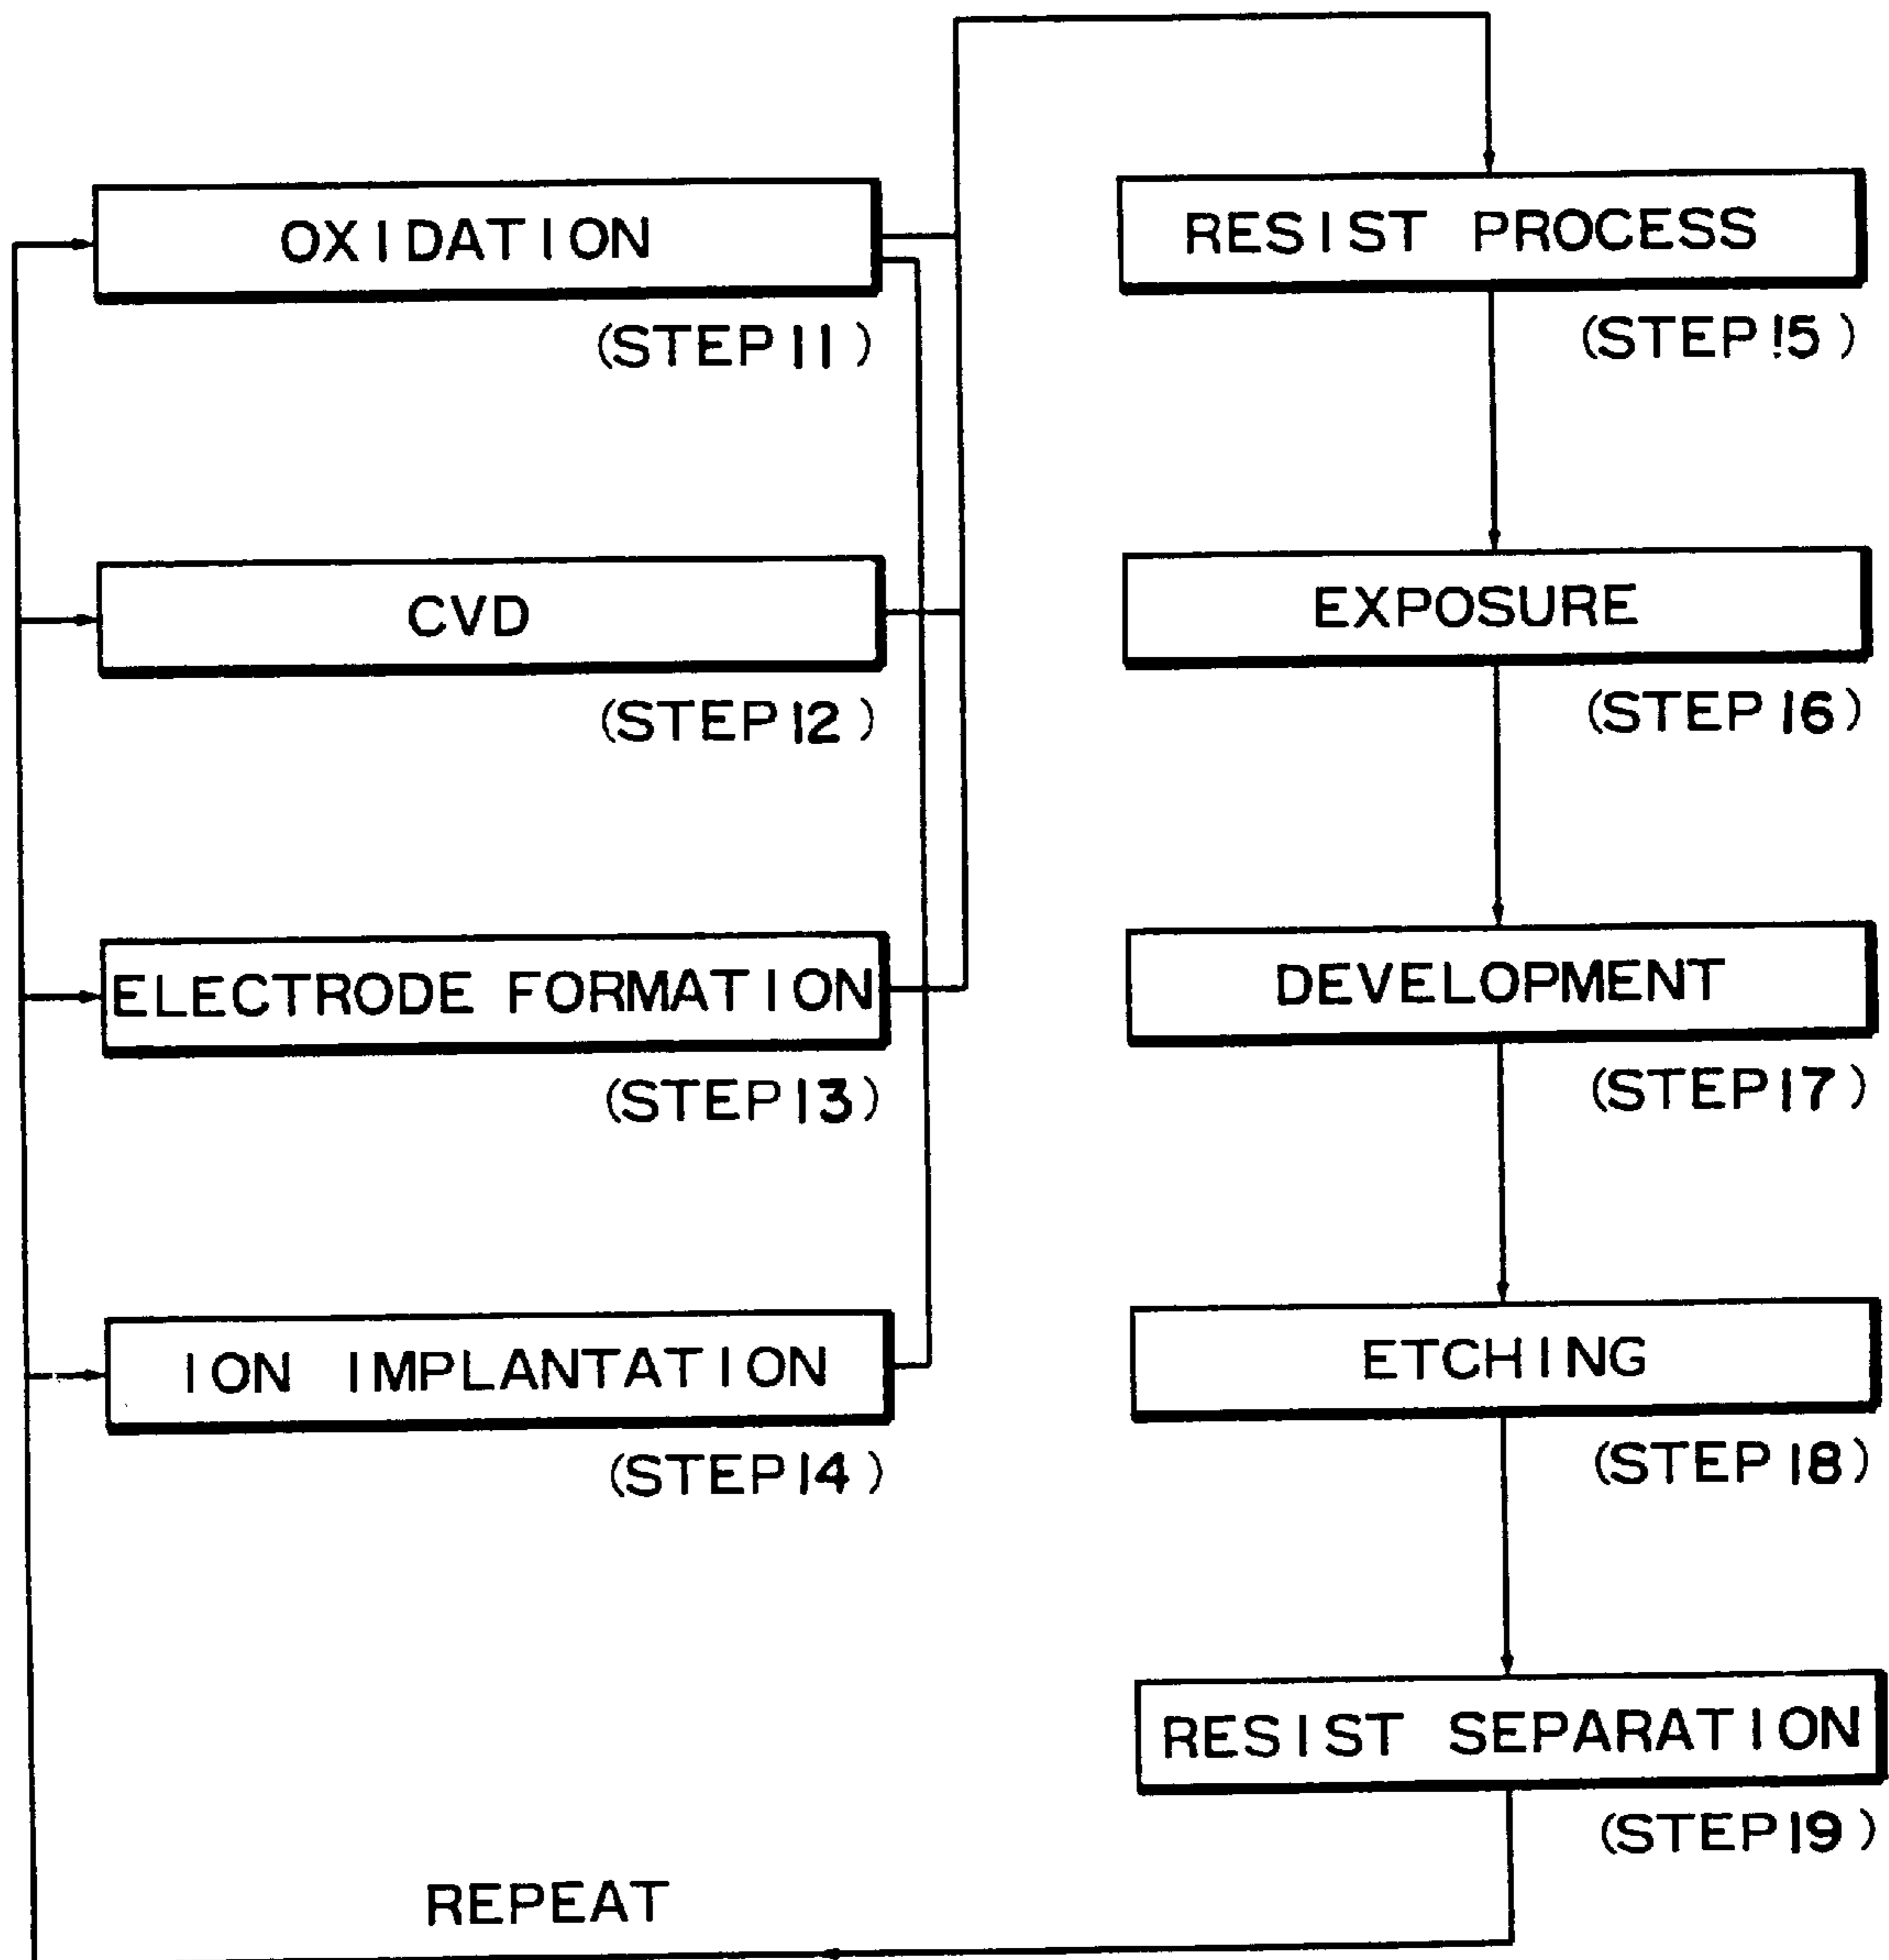 OXIDATION
(STEP 11)
CVD
(STEP 12)
ELECTRODE FORMATION
(STEP 13)
ION IMPLANTATION
(STEP 14)
RESIST PROCESS
(STEP 15)
EXPOSURE
(STEP 16)
DEVELOPMENT
(STEP 17)
ETCHING
(STEP 18)
RESIST SEPARATION
(STEP 19)
REPEAT